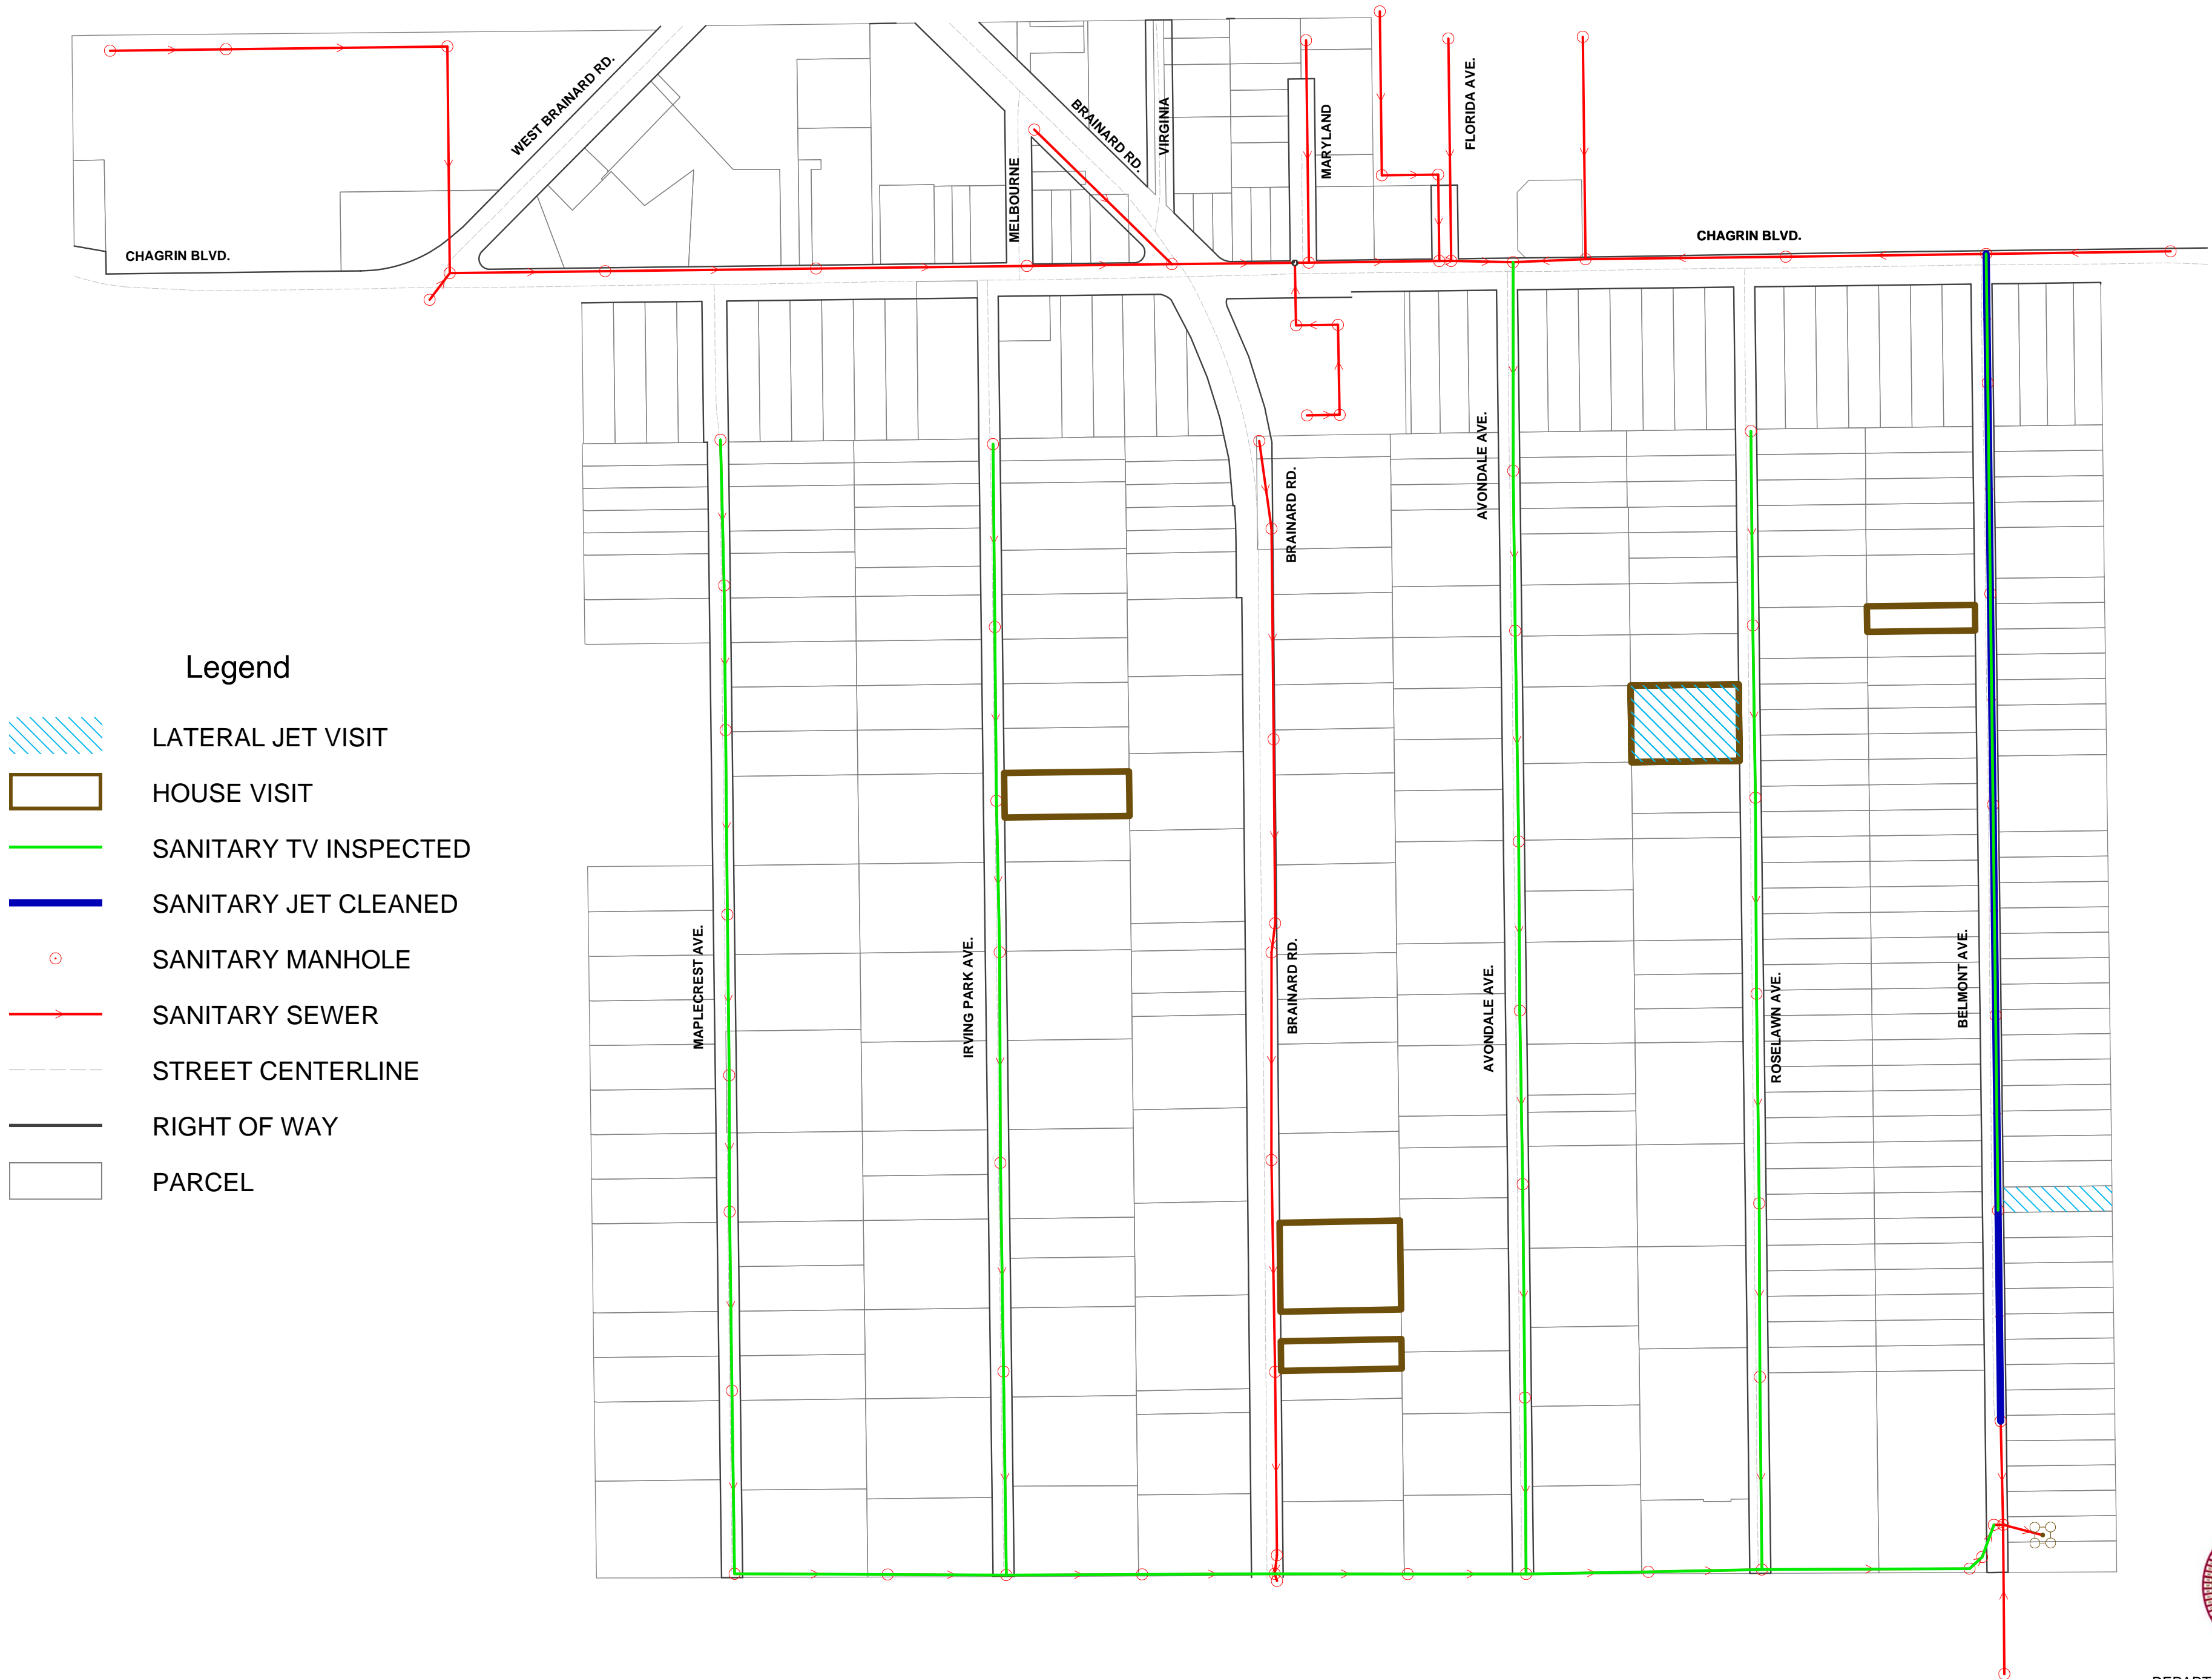 WEST BRAINARD RD.
BRAINARD RD.
VIRGINIA
MELBOURNE
MARYLAND
FLORIDA AVE.
CHAGRIN BLVD.
CHAGRIN BLVD.
AVONDALE AVE.
BRAINARD RD.
Legend
LATERAL JET VISIT
HOUSE VISIT
SANITARY TV INSPECTED
SANITARY JET CLEANED
SANITARY MANHOLE
SANITARY SEWER
STREET CENTERLINE
RIGHT OF WAY
PARCEL
MAPLECREST AVE.
IRVING PARK AVE.
BRAINARD RD.
AVONDALE AVE.
ROSELAWN AVE.
BELMONT AVE.